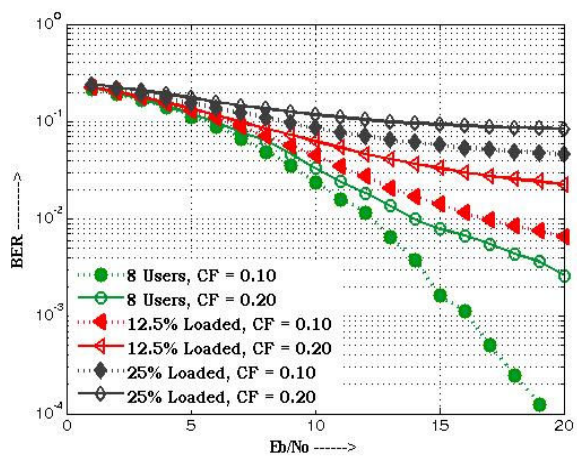 10°
10-1
10-2
10-3
10-4
BER ------->
8 Users, CF = 0.10
8 Users, CF = 0.20
12.5% Loaded, CF = 0.10
12.5% Loaded, CF = 0.20
25% Loaded, CF = 0.10
25% Loaded, CF = 0.20
0 5 10 15 20
Eb/No ------>